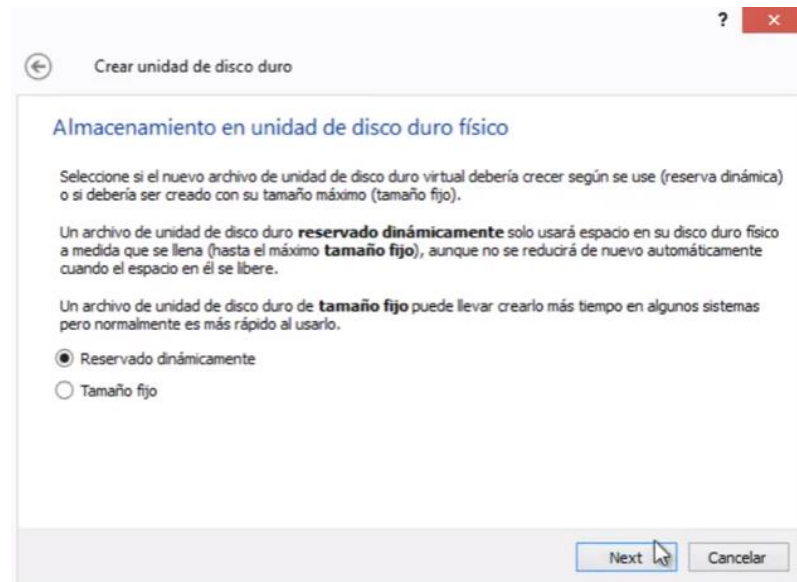 ?
Crear unidad de disco duro
Almacenamiento en unidad de disco duro físico
Seleccione si el nuevo archivo de unidad de disco duro virtual debería crecer según se use (reserva dinámica)
o si debería ser creado con su tamaño máximo (tamaño fijo).
Un archivo de unidad de disco duro reservado dinámicamente solo usará espacio en su disco duro físico
a medida que se llena (hasta el máximo tamaño fijo), aunque no se reducirá de nuevo automáticamente
cuando el espacio en él se libere.
Un archivo de unidad de disco duro de tamaño fijo puede llevar crearlo más tiempo en algunos sistemas
pero normalmente es más rápido al usarlo.
Reservado dinámicamente
Tamaño fijo
Next
Cancelar